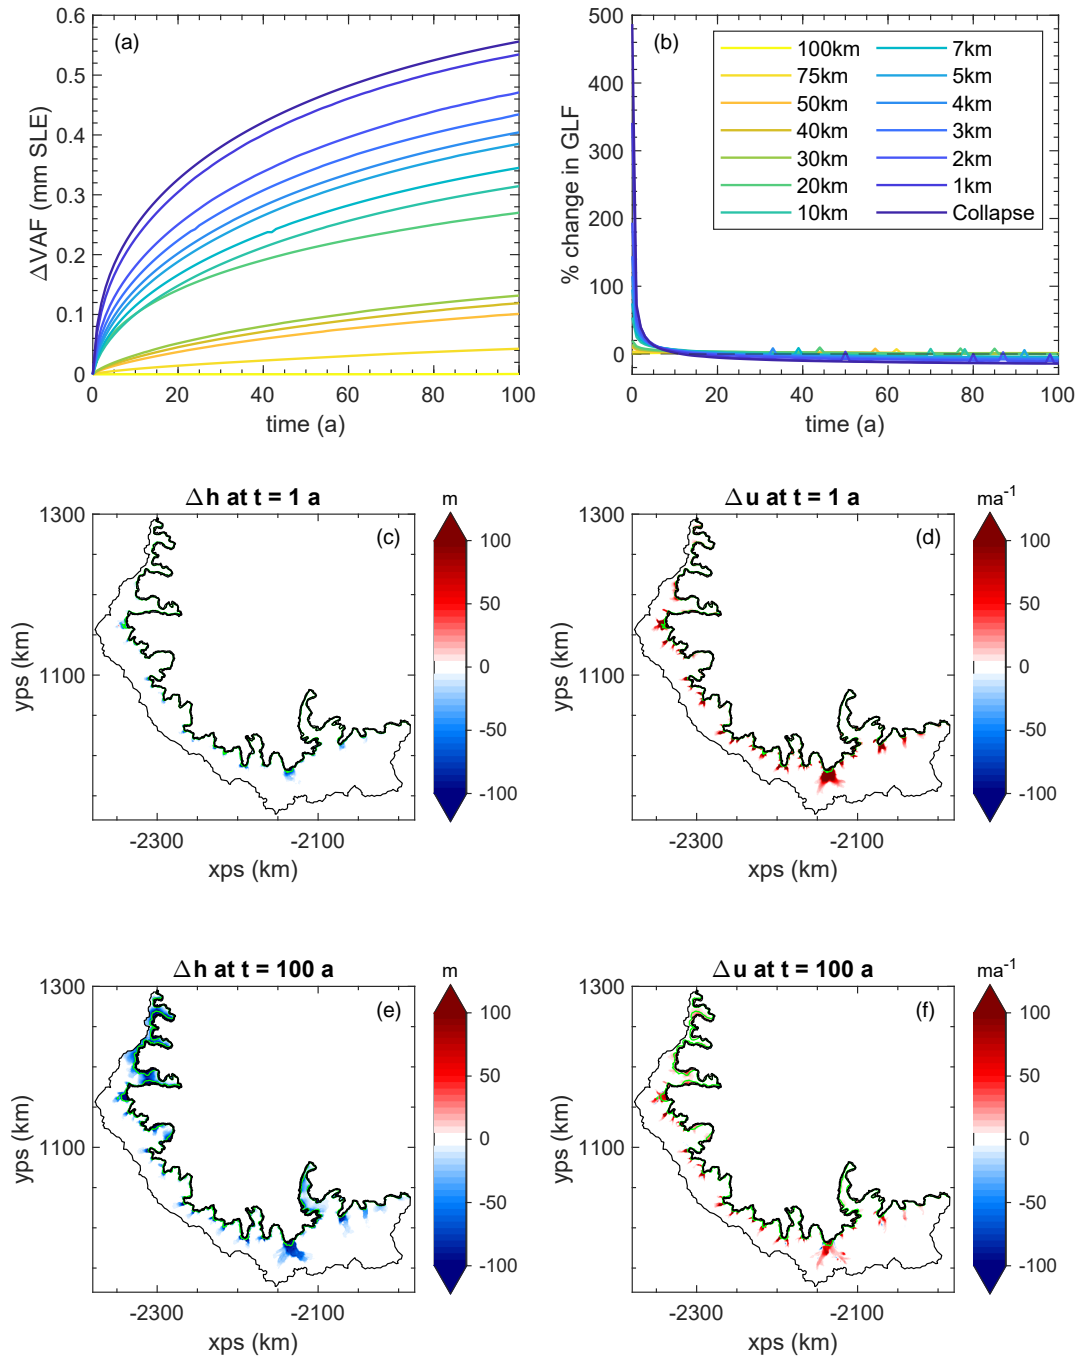 (a)
ΔVAF (mm SLE)
0.6
0.5
0.4
0.3
0.2
0.1
0
0 20 40 60 80 100
time (a)
(b)
% change in GLF
500
450
400
350
300
250
200
150
100
50
0
0 20 40 60 80 100
time (a)
100km
75km
50km
40km
30km
20km
10km
7km
5km
4km
3km
2km
1km
Collapse
Δh at t = 1 a
(c)
yps (km)
1300
1100
-2300 -2100
xps (km)
m
100
50
0
-50
-100
Δu at t = 1 a
(d)
yps (km)
1300
1100
-2300 -2100
xps (km)
ma⁻¹
100
50
0
-50
-100
Δh at t = 100 a
(e)
yps (km)
1300
1100
-2300 -2100
xps (km)
m
100
50
0
-50
-100
Δu at t = 100 a
(f)
yps (km)
1300
1100
-2300 -2100
xps (km)
ma⁻¹
100
50
0
-50
-100